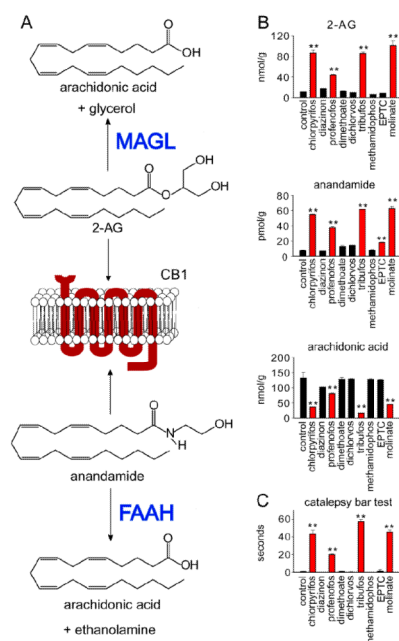 A
O
OH
arachidonic acid
+ glycerol
MAGL
OH
O
O
OH
2-AG
CB1
O
OH
N
H
anandamide
FAAH
O
OH
arachidonic acid
+ ethanolamine
B
2-AG
nmol/g
100
80
60
40
20
0
** ** ** **
control
chlorpyrifos
diazinon
profenofos
dimethoate
dichlorvos
tribufos
methamidophos
EPTC
molinate
anandamide
pmol/g
80
60
40
20
0
** ** ** ** **
control
chlorpyrifos
diazinon
profenofos
dimethoate
dichlorvos
tribufos
methamidophos
EPTC
molinate
arachidonic acid
nmol/g
200
150
100
50
0
** ** ** **
control
chlorpyrifos
diazinon
profenofos
dimethoate
dichlorvos
tribufos
methamidophos
EPTC
molinate
C
catalepsy bar test
seconds
60
40
20
0
** ** ** **
control
chlorpyrifos
diazinon
profenofos
dimethoate
dichlorvos
tribufos
methamidophos
EPTC
molinate